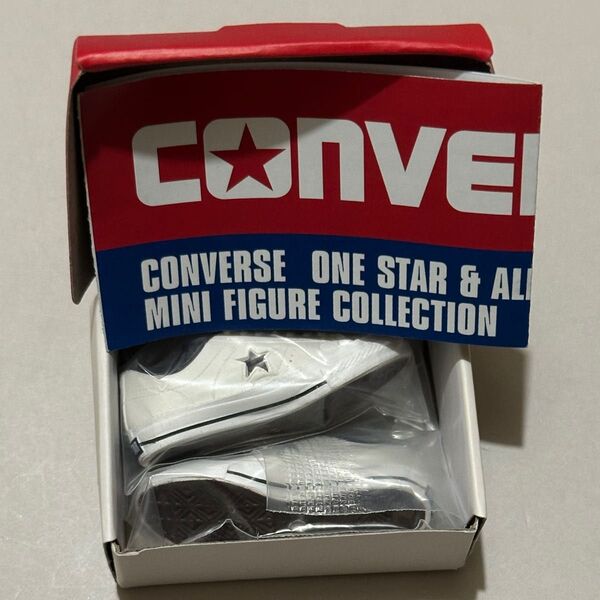 CONVE
CONVERSE ONE STAR & AL
MINI FIGURE COLLECTION